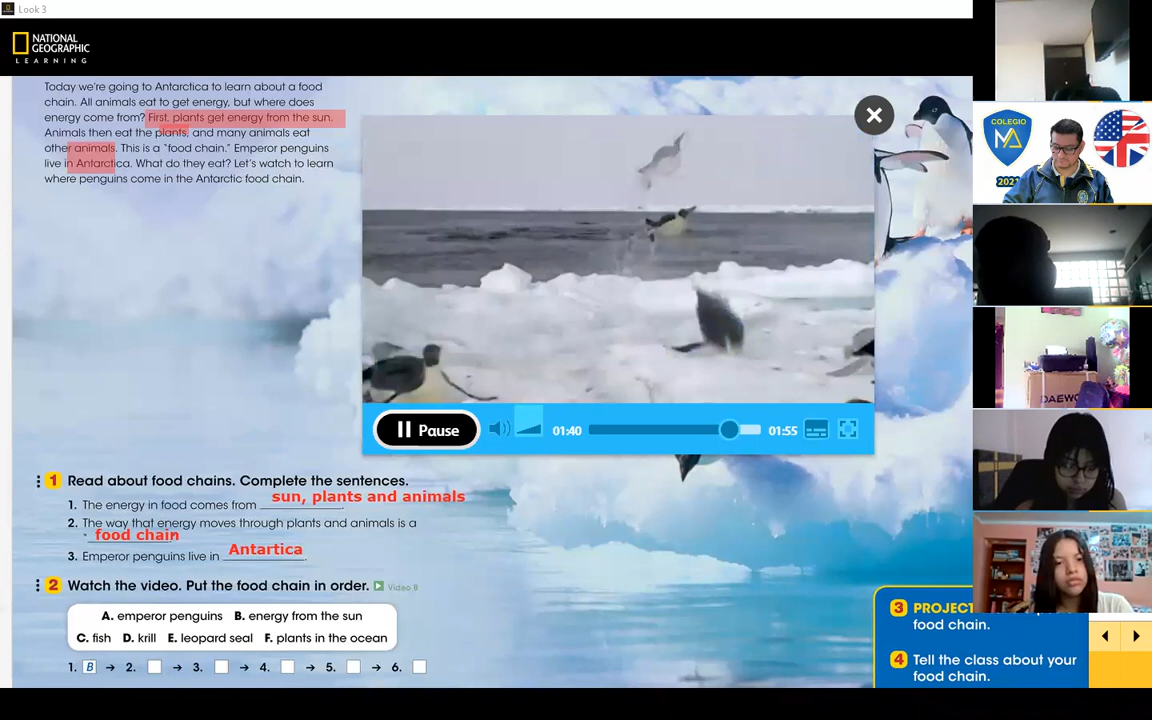 Look 3
NATIONAL
GEOGRAPHIC
LEARNING
Today we're going to Antarctica to learn about a food
chain. All animals eat to get energy, but where does
energy come from? First, plants get energy from the sun.
Animals then eat the plants, and many animals eat
other animals. This is a "food chain." Emperor penguins
live in Antarctica. What do they eat? Let's watch to learn
where penguins come in the Antarctic food chain.
Pause
01:40
01:55
1 Read about food chains. Complete the sentences.
1. The energy in food comes from sun, plants and animals.
2. The way that energy moves through plants and animals is a
" food chain
3. Emperor penguins live in Antartica.
2 Watch the video. Put the food chain in order. Video 8
A. emperor penguins B. energy from the sun
C. fish D. krill E. leopard seal F. plants in the ocean
1. B → 2. → 3. → 4. → 5. → 6.
3 PROJECT
food chain.
4 Tell the class about your
food chain.
COLEGIO
MA
2021
DAEWO